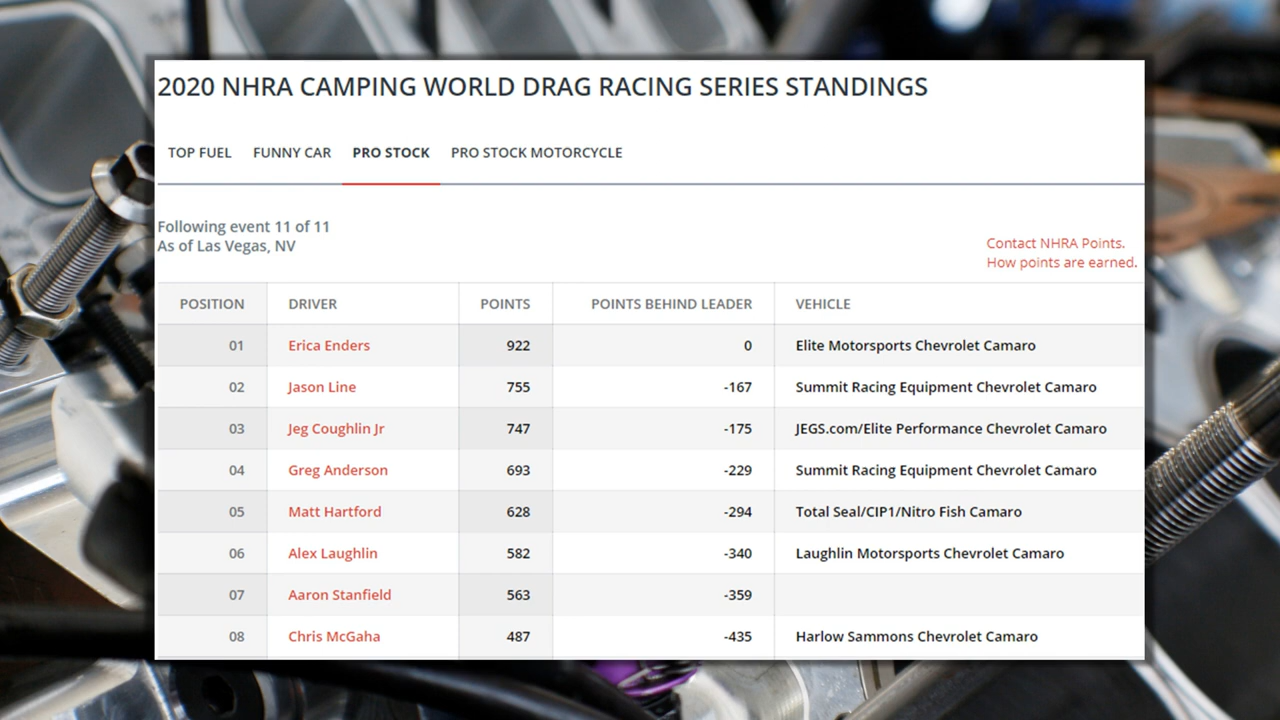 2020 NHRA CAMPING WORLD DRAG RACING SERIES STANDINGS
TOP FUEL FUNNY CAR PRO STOCK PRO STOCK MOTORCYCLE
Following event 11 of 11
As of Las Vegas, NV
Contact NHRA Points.
How points are earned.
POSITION DRIVER POINTS POINTS BEHIND LEADER VEHICLE
01 Erica Enders 922 0 Elite Motorsports Chevrolet Camaro
02 Jason Line 755 -167 Summit Racing Equipment Chevrolet Camaro
03 Jeg Coughlin Jr 747 -175 JEGS.com/Elite Performance Chevrolet Camaro
04 Greg Anderson 693 -229 Summit Racing Equipment Chevrolet Camaro
05 Matt Hartford 628 -294 Total Seal/CIP1/Nitro Fish Camaro
06 Alex Laughlin 582 -340 Laughlin Motorsports Chevrolet Camaro
07 Aaron Stanfield 563 -359
08 Chris McGaha 487 -435 Harlow Sammons Chevrolet Camaro